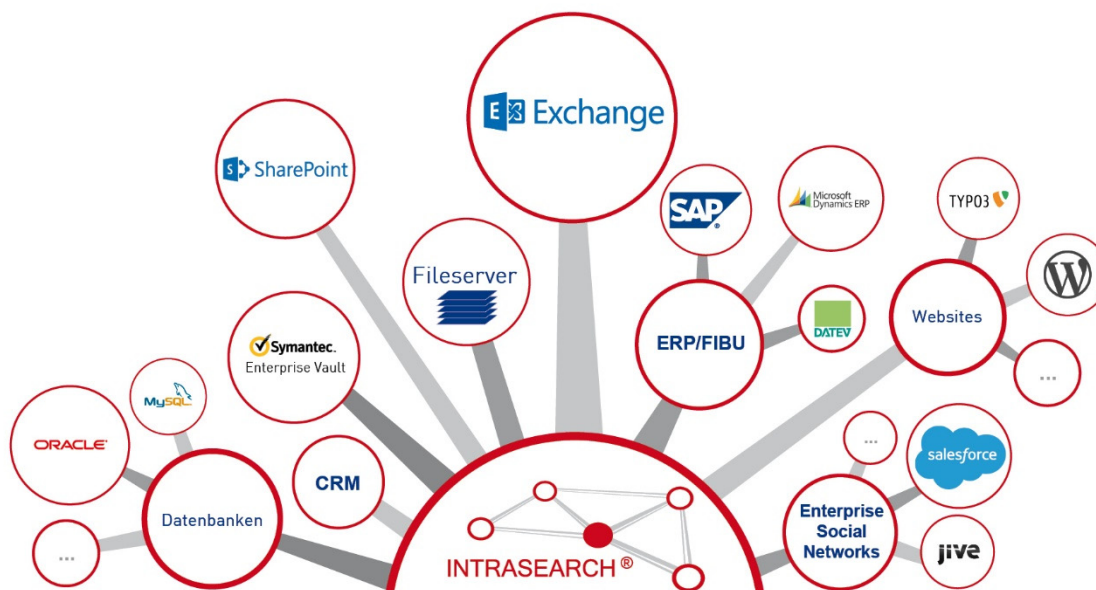 E Exchange
S SharePoint
SAP®
Microsoft
Dynamics ERP
TYPO3
Fileserver
W
Websites
DATEV
ERP/FIBU
Symantec.
Enterprise Vault
...
MySQL
ORACLE®
...
salesforce
CRM
Enterprise
Social
Networks
Datenbanken
jive
...
INTRASEARCH®